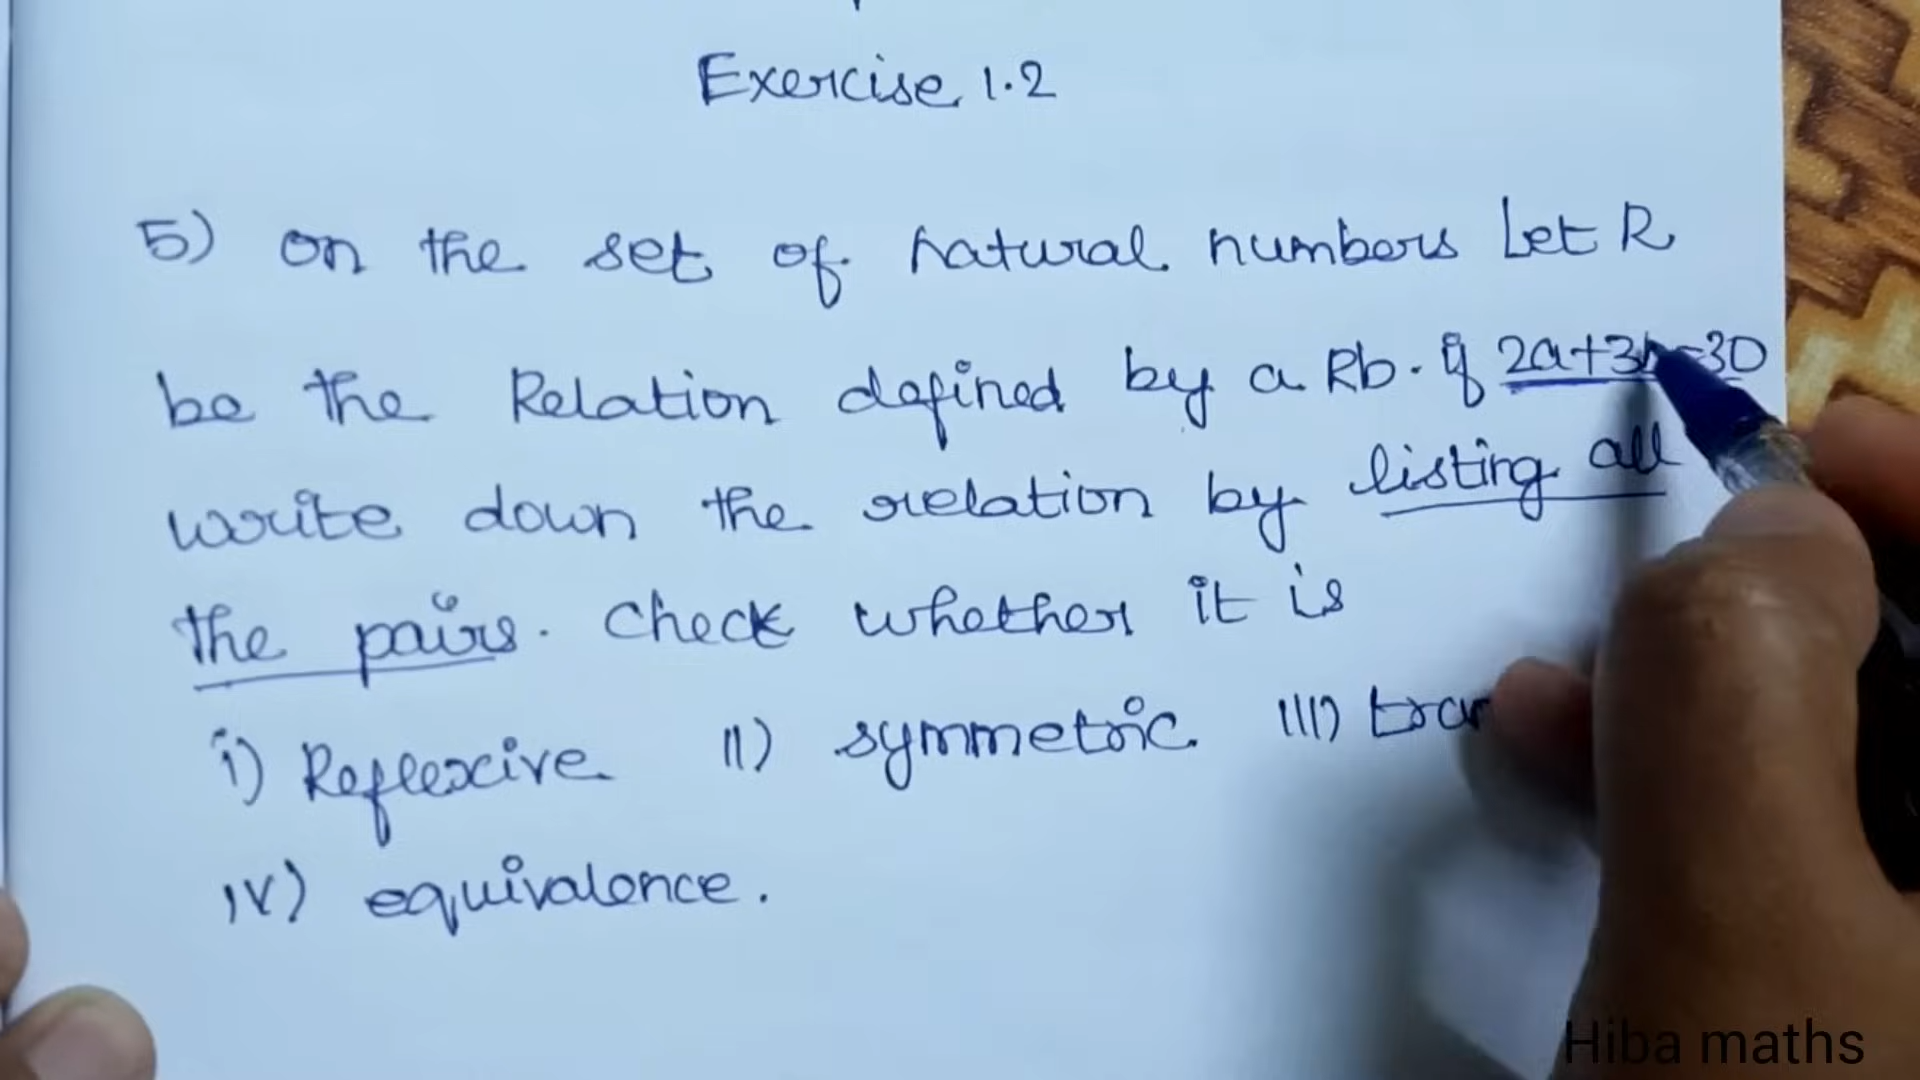 Exercise 1.2
5) on the set of natural numbers Let R
be the Relation defined by a Rb. if 2a+3b=30
write down the relation by listing all
the pairs. Check whether it is
i) Reflexive II) symmetric III) tran
IV) equivalence.
Hiba maths